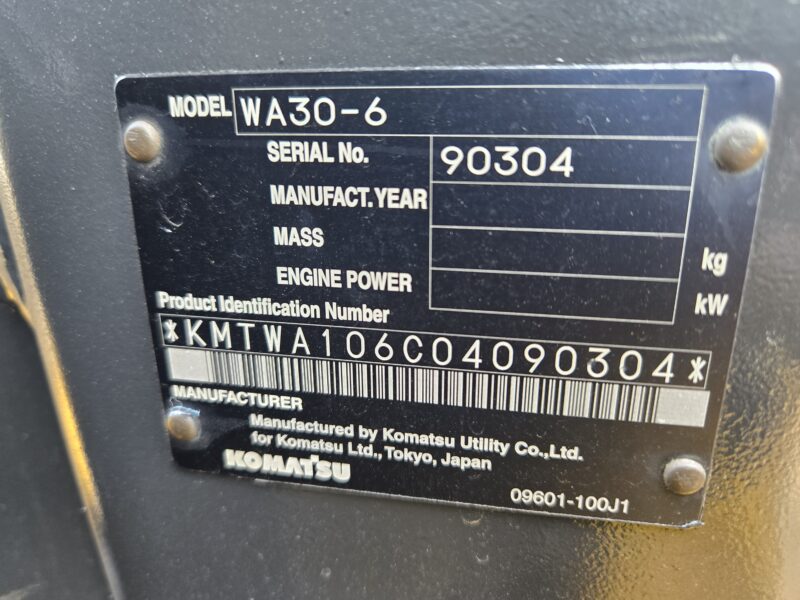 MODEL WA30-6
SERIAL No. 90304
MANUFACT. YEAR
MASS kg
ENGINE POWER kW
Product Identification Number
*KMTWA106C04090304*
MANUFACTURER
Manufactured by Komatsu Utility Co.,Ltd.
for Komatsu Ltd., Tokyo, Japan
KOMATSU
09601-100J1